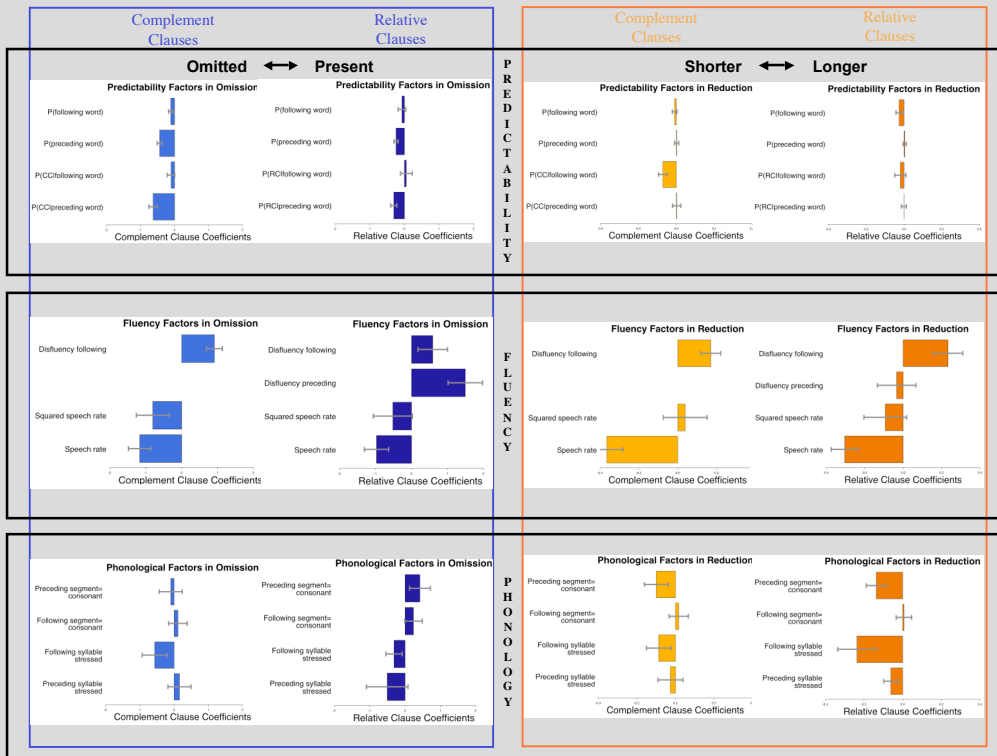 Complement
Clauses
Relative
Clauses
Complement
Clauses
Relative
Clauses
Omitted ↔ Present
Shorter ↔ Longer
PREDICTABILITY
Predictability Factors in Omission
P(following word)
P(preceding word)
P(CC|following word)
P(CC|preceding word)
Complement Clause Coefficients
Predictability Factors in Omission
P(following word)
P(preceding word)
P(RC|following word)
P(RC|preceding word)
Relative Clause Coefficients
Predictability Factors in Reduction
P(following word)
P(preceding word)
P(CC|following word)
P(CC|preceding word)
Complement Clause Coefficients
Predictability Factors in Reduction
P(following word)
P(preceding word)
P(RC|following word)
P(RC|preceding word)
Relative Clause Coefficients
FLUENCY
Fluency Factors in Omission
Disfluency following
Squared speech rate
Speech rate
Complement Clause Coefficients
Fluency Factors in Omission
Disfluency following
Disfluency preceding
Squared speech rate
Speech rate
Relative Clause Coefficients
Fluency Factors in Reduction
Disfluency following
Squared speech rate
Speech rate
Complement Clause Coefficients
Fluency Factors in Reduction
Disfluency following
Disfluency preceding
Squared speech rate
Speech rate
Relative Clause Coefficients
PHONOLOGY
Phonological Factors in Omission
Preceding segment=
consonant
Following segment=
consonant
Following syllable
stressed
Preceding syllable
stressed
Complement Clause Coefficients
Phonological Factors in Omission
Preceding segment=
consonant
Following segment=
consonant
Following syllable
stressed
Preceding syllable
stressed
Relative Clause Coefficients
Phonological Factors in Reduction
Preceding segment=
consonant
Following segment=
consonant
Following syllable
stressed
Preceding syllable
stressed
Complement Clause Coefficients
Phonological Factors in Reduction
Preceding segment=
consonant
Following segment=
consonant
Following syllable
stressed
Preceding syllable
stressed
Relative Clause Coefficients